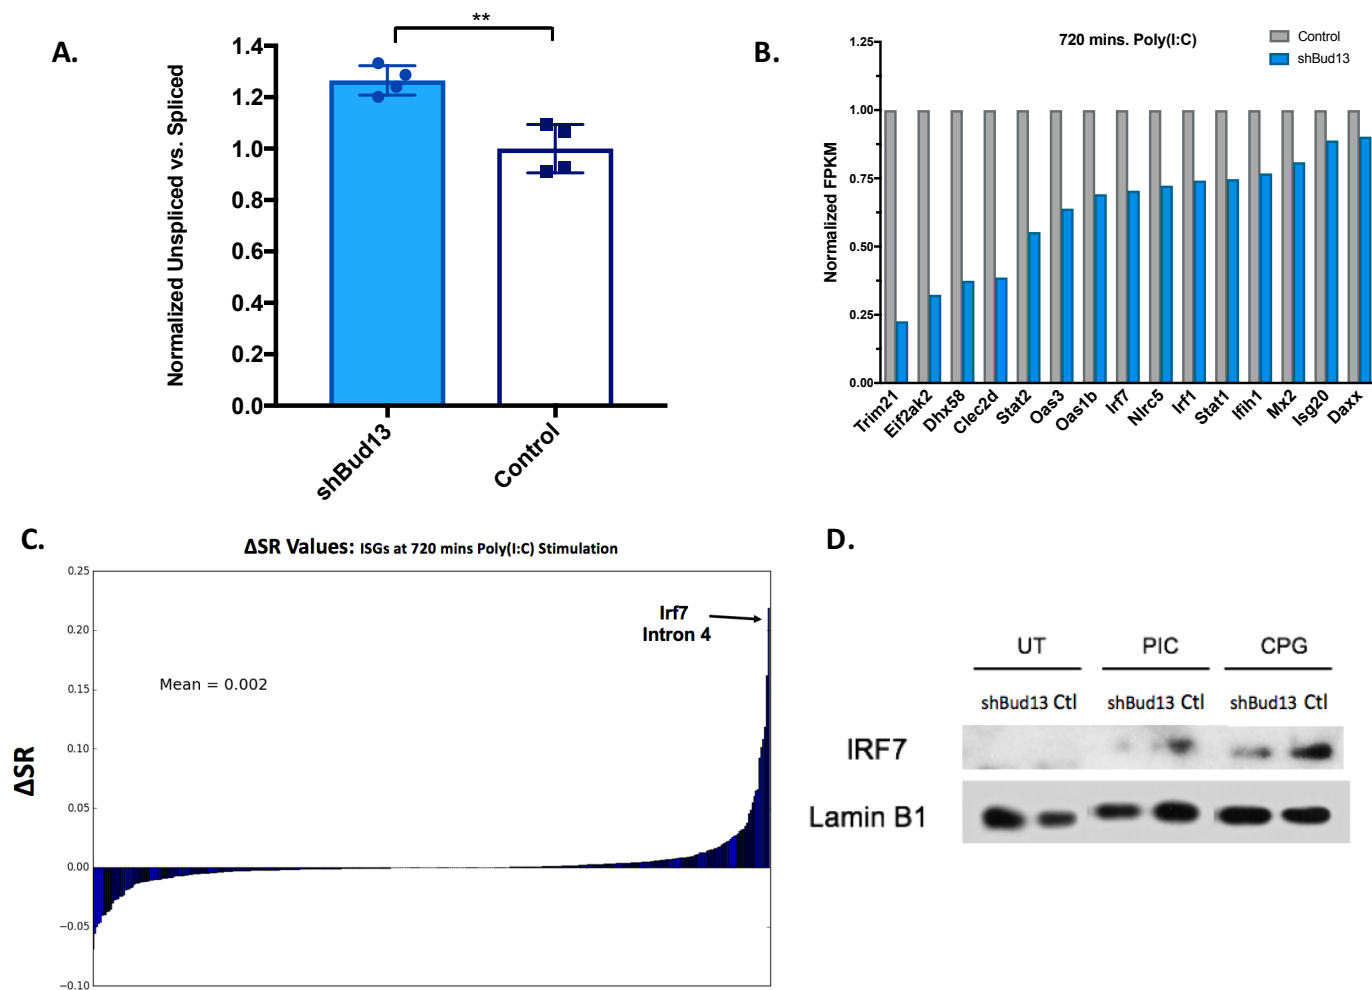 A.
**
Normalized Unspliced vs. Spliced
1.4
1.2
1.0
0.8
0.6
0.4
0.2
0.0
shBud13
Control
B.
720 mins. Poly(I:C)
Control
shBud13
Normalized FPKM
1.25
1.00
0.75
0.50
0.25
0.00
Trim21
Eif2ak2
Dhx58
Clec2d
Stat2
Oas3
Oas1b
Irf7
Nlrc5
Irf1
Stat1
Ifih1
Mx2
Isg20
Daxx
C.
ΔSR Values: ISGs at 720 mins Poly(I:C) Stimulation
ΔSR
0.25
0.20
0.15
0.10
0.05
0.00
−0.05
−0.10
Mean = 0.002
Irf7
Intron 4
D.
UT PIC CPG
shBud13 Ctl shBud13 Ctl shBud13 Ctl
IRF7
Lamin B1